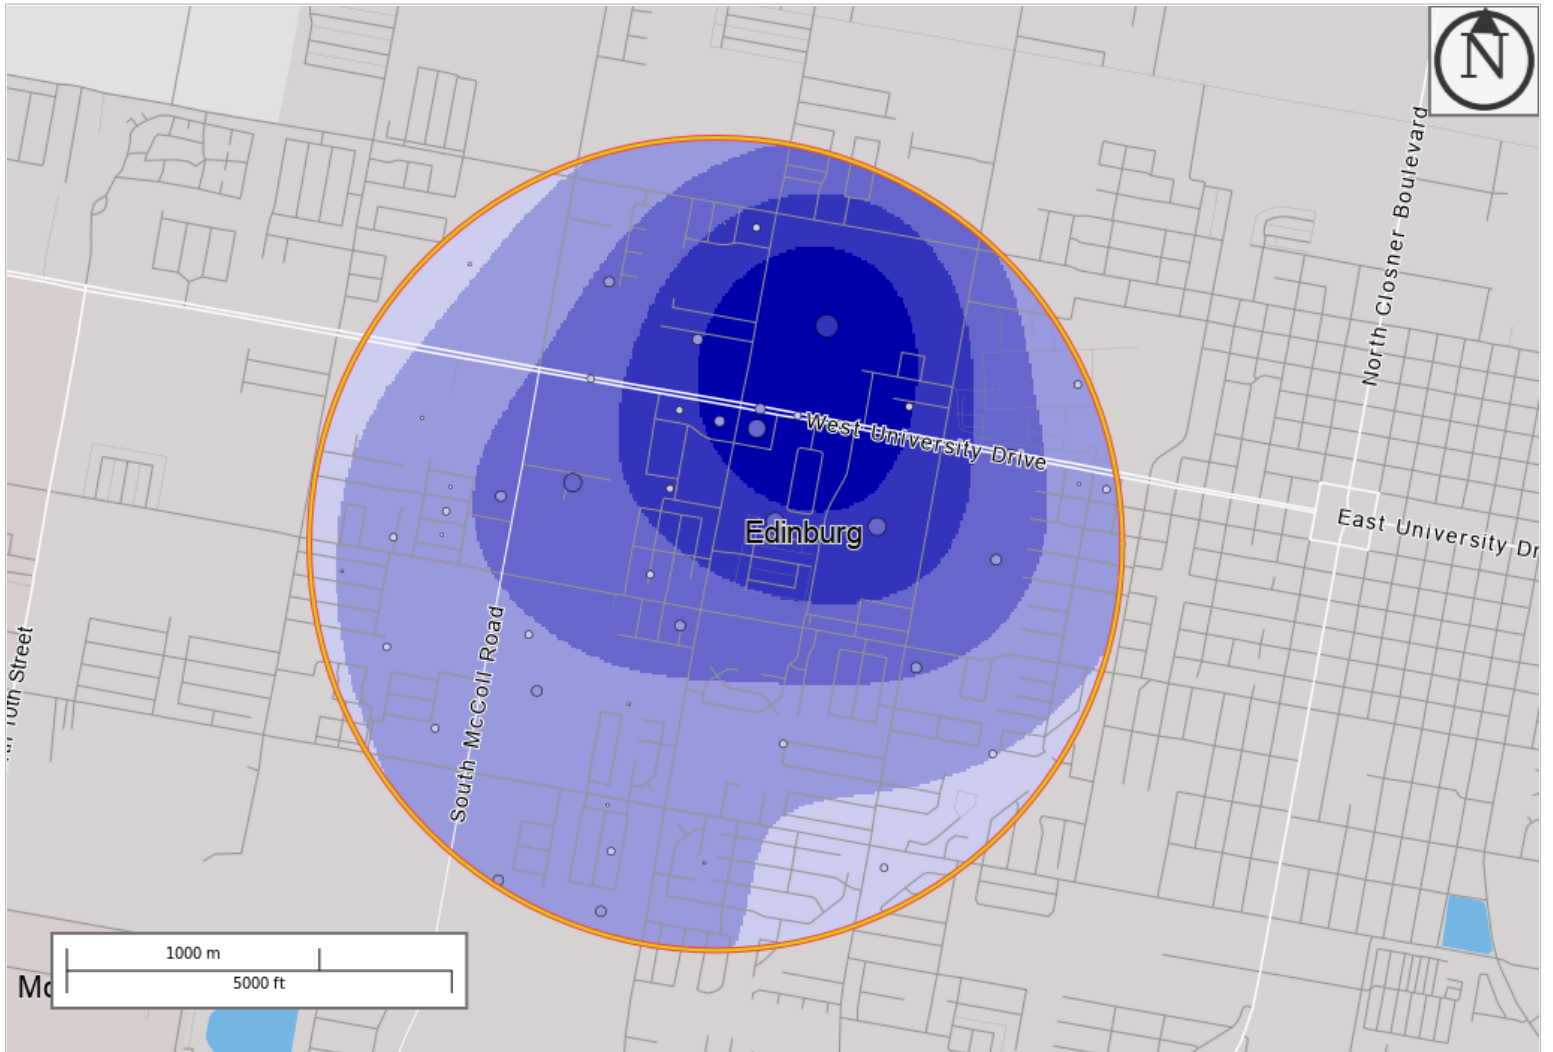 N
North Closner Boulevard
West University Drive
Edinburg
East University Dr
South McColl Road
10th Street
1000 m
5000 ft
Mc